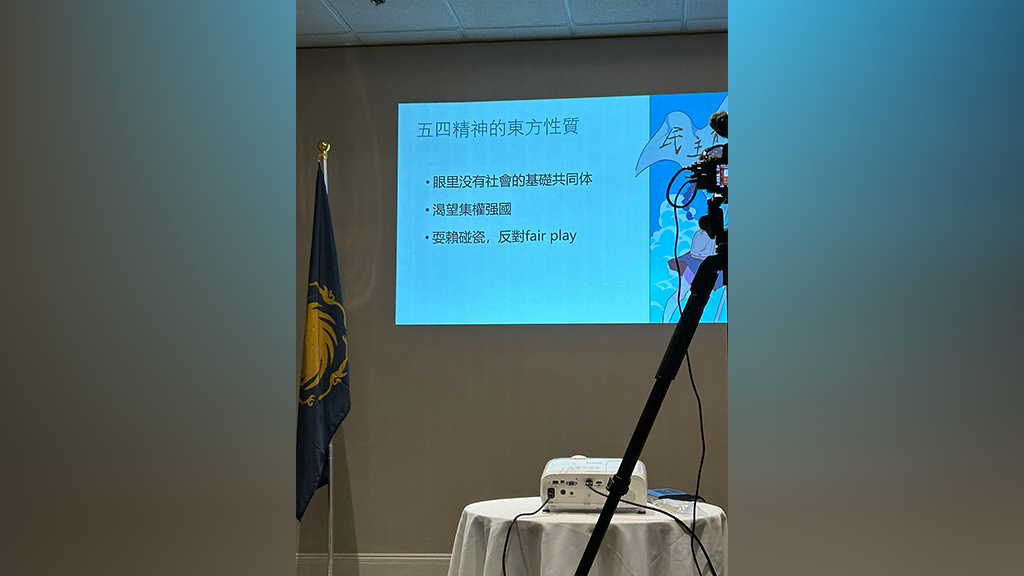 五四精神的東方性質
• 眼里没有社會的基礎共同体
• 渴望集權强國
• 耍賴碰瓷，反對fair play
民主